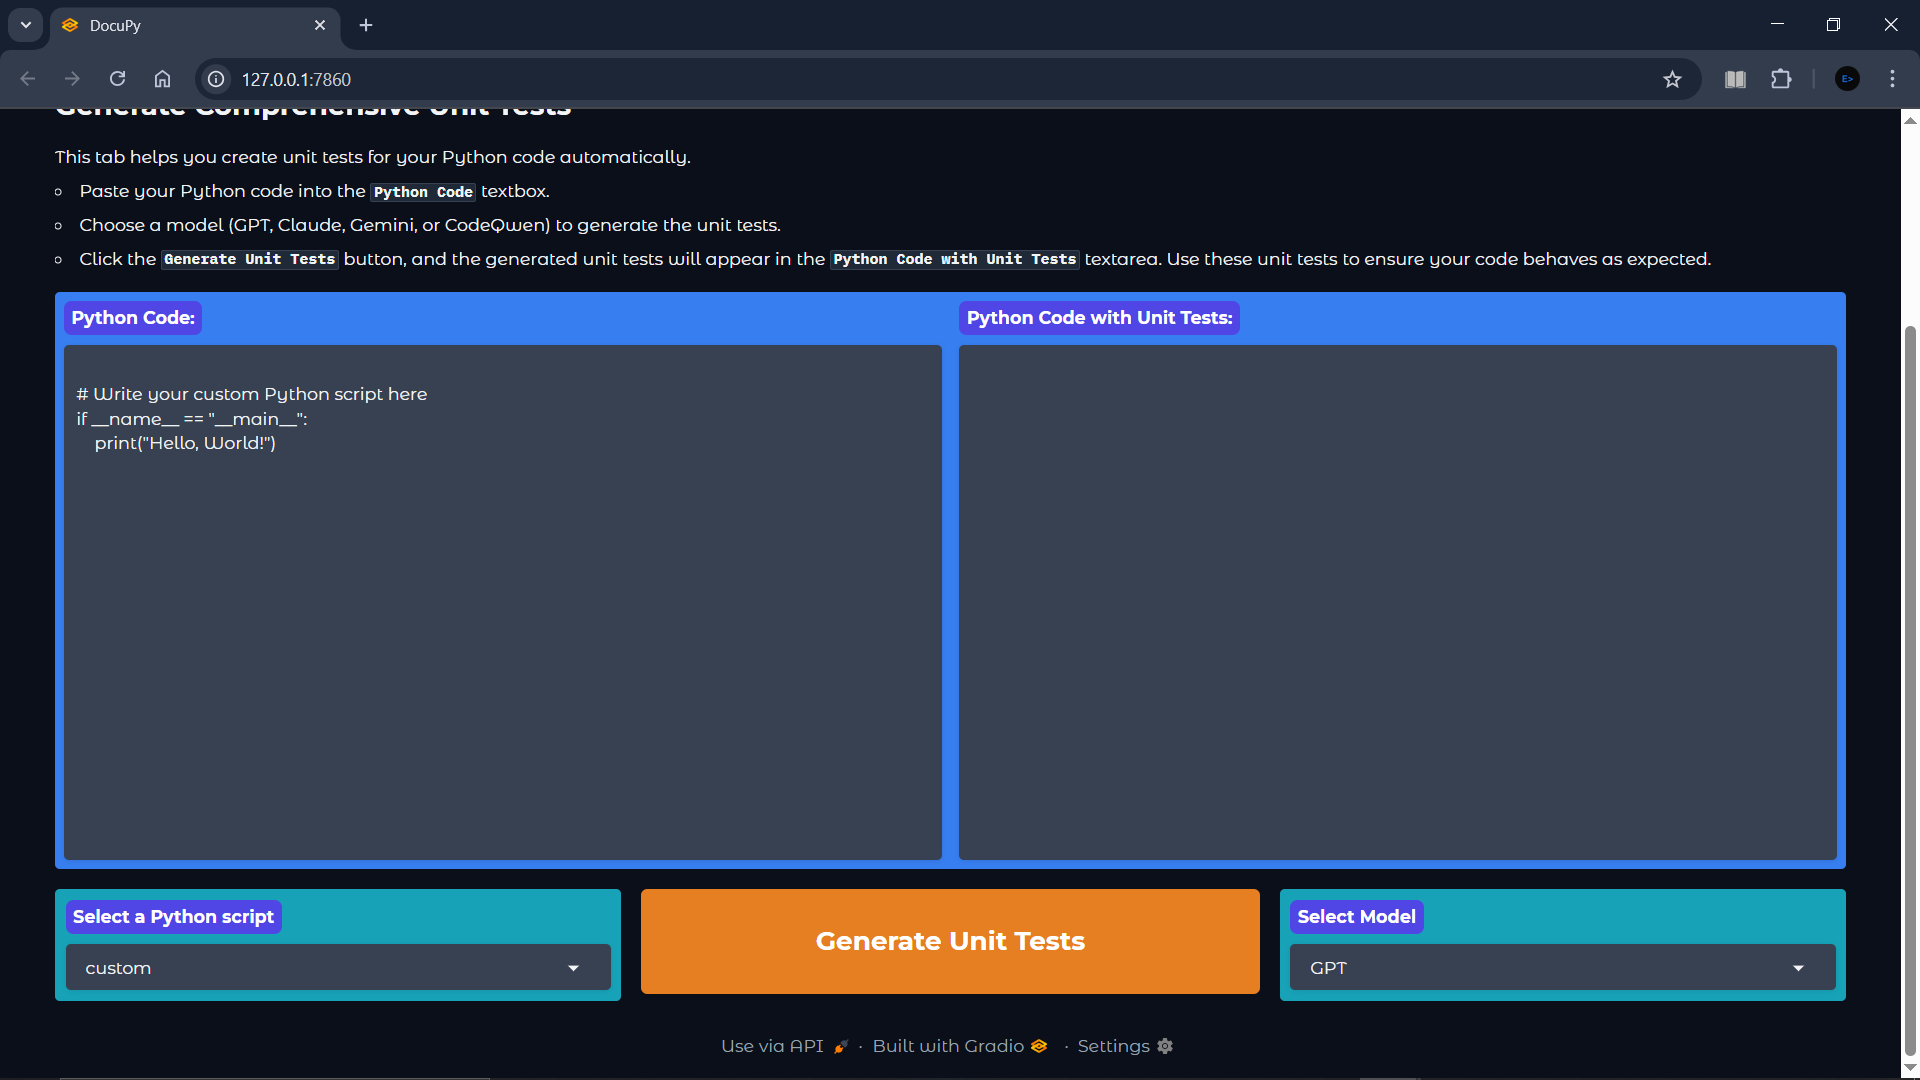 DocuPy
127.0.0.1:7860
E>
Generate Comprehensive Unit Tests
This tab helps you create unit tests for your Python code automatically.
Paste your Python code into the Python Code textbox.
Choose a model (GPT, Claude, Gemini, or CodeQwen) to generate the unit tests.
Click the Generate Unit Tests button, and the generated unit tests will appear in the Python Code with Unit Tests textarea. Use these unit tests to ensure your code behaves as expected.
Python Code:
Python Code with Unit Tests:
# Write your custom Python script here
if __name__ == "__main__":
    print("Hello, World!")
Select a Python script
custom
Generate Unit Tests
Select Model
GPT
Use via API · Built with Gradio · Settings